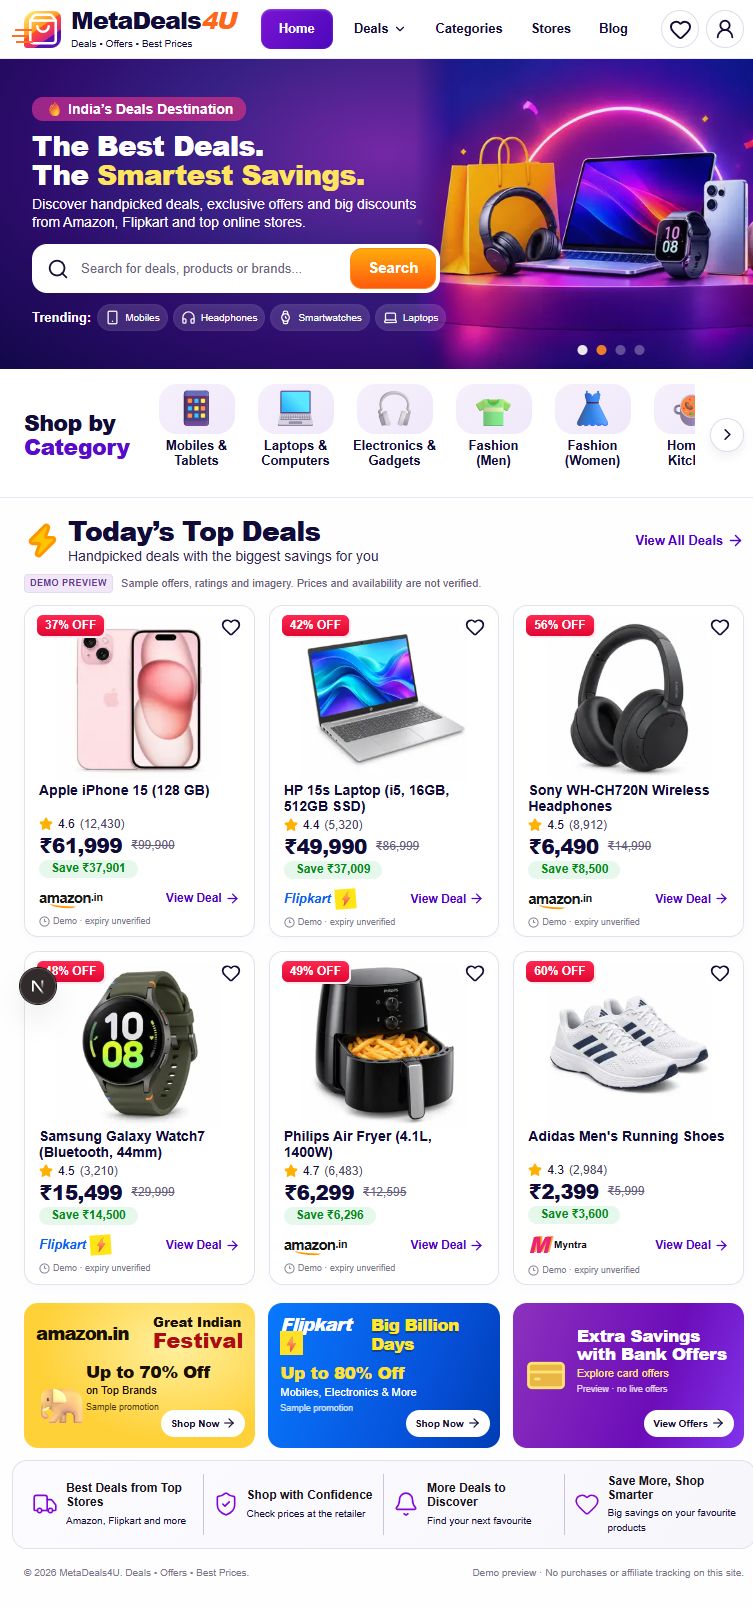 MetaDeals4U
Deals • Offers • Best Prices
Home
Deals
Categories
Stores
Blog
India's Deals Destination
The Best Deals.
The Smartest Savings.
Discover handpicked deals, exclusive offers and big discounts
from Amazon, Flipkart and top online stores.
Search for deals, products or brands...
Search
Trending:
Mobiles
Headphones
Smartwatches
Laptops
10
08
Shop by
Category
Mobiles &
Tablets
Laptops &
Computers
Electronics &
Gadgets
Fashion
(Men)
Fashion
(Women)
Today's Top Deals
Handpicked deals with the biggest savings for you
View All Deals
DEMO PREVIEW Sample offers, ratings and imagery. Prices and availability are not verified.
37% OFF
Apple iPhone 15 (128 GB)
4.6 (12,430)
₹61,999 ₹99,900
Save ₹37,901
amazon.in
View Deal
Demo · expiry unverified
42% OFF
HP 15s Laptop (i5, 16GB,
512GB SSD)
4.4 (5,320)
₹49,990 ₹86,999
Save ₹37,009
Flipkart
View Deal
Demo · expiry unverified
56% OFF
Sony WH-CH720N Wireless
Headphones
4.5 (8,912)
₹6,490 ₹14,990
Save ₹8,500
amazon.in
View Deal
Demo · expiry unverified
N
48% OFF
10
08
Samsung Galaxy Watch7
(Bluetooth, 44mm)
4.5 (3,210)
₹15,499 ₹29,999
Save ₹14,500
Flipkart
View Deal
Demo · expiry unverified
49% OFF
PHILIPS
Philips Air Fryer (4.1L,
1400W)
4.7 (6,483)
₹6,299 ₹12,595
Save ₹6,296
amazon.in
View Deal
Demo · expiry unverified
60% OFF
Adidas Men's Running Shoes
4.3 (2,984)
₹2,399 ₹5,999
Save ₹3,600
M Myntra
View Deal
Demo · expiry unverified
amazon.in
Great Indian
Festival
Up to 70% Off
on Top Brands
Sample promotion
Shop Now
Flipkart
Big Billion
Days
Up to 80% Off
Mobiles, Electronics & More
Sample promotion
Shop Now
Extra Savings
with Bank Offers
Explore card offers
Preview · no live offers
View Offers
Best Deals from Top
Stores
Amazon, Flipkart and more
Shop with Confidence
Check prices at the retailer
More Deals to
Discover
Find your next favourite
Save More, Shop
Smarter
Big savings on your favourite
products
© 2026 MetaDeals4U. Deals • Offers • Best Prices.
Demo preview · No purchases or affiliate tracking on this site.